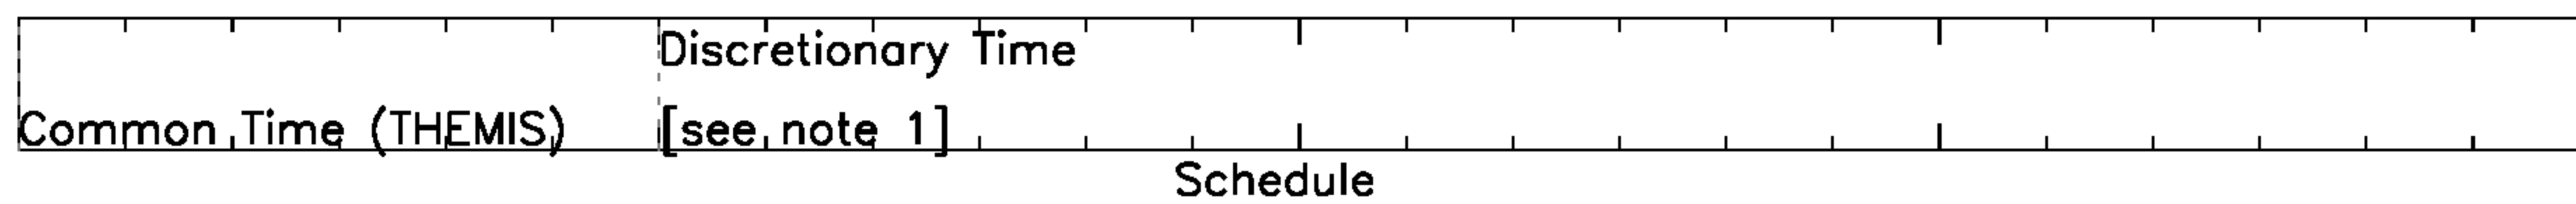 Discretionary Time
Common Time (THEMIS) [see note 1]
Schedule